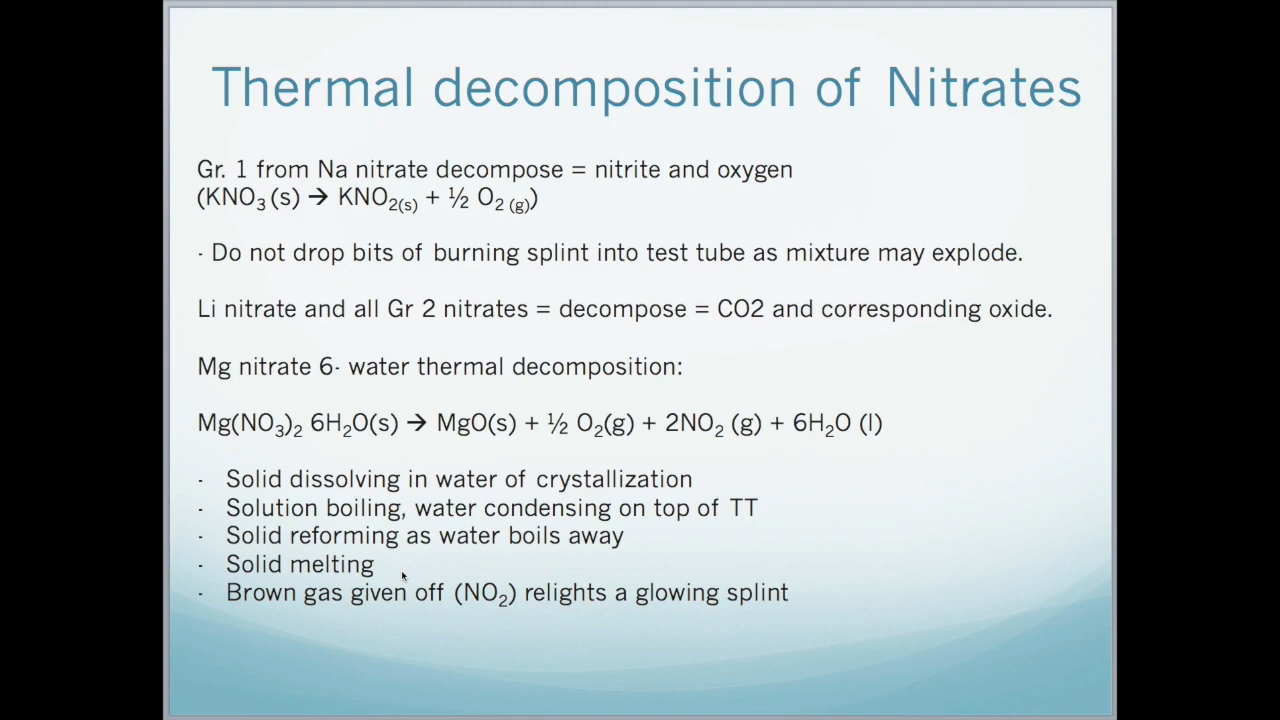 Thermal decomposition of Nitrates
Gr. 1 from Na nitrate decompose = nitrite and oxygen
(KNO₃ (s) → KNO₂₍ₛ₎ + ½ O₂ (g))
- Do not drop bits of burning splint into test tube as mixture may explode.
Li nitrate and all Gr 2 nitrates = decompose = CO2 and corresponding oxide.
Mg nitrate 6- water thermal decomposition:
Mg(NO₃)₂ 6H₂O(s) → MgO(s) + ½ O₂(g) + 2NO₂ (g) + 6H₂O (l)
- Solid dissolving in water of crystallization
- Solution boiling, water condensing on top of TT
- Solid reforming as water boils away
- Solid melting
- Brown gas given off (NO₂) relights a glowing splint